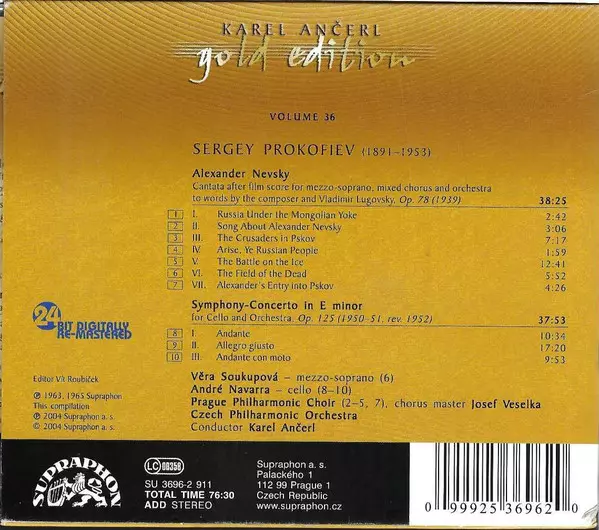 KAREL ANČERL
gold edition
VOLUME 36
SERGEY PROKOFIEV (1891–1953)
Alexander Nevsky
Cantata after film score for mezzo-soprano, mixed chorus and orchestra
to words by the composer and Vladimir Lugovsky, Op. 78 (1939) 38:25
1 I. Russia Under the Mongolian Yoke 2:42
2 II. Song About Alexander Nevsky 3:06
3 III. The Crusaders in Pskov 7:17
4 IV. Arise, Ye Russian People 1:59
5 V. The Battle on the Ice 12:41
6 VI. The Field of the Dead 5:52
7 VII. Alexander's Entry into Pskov 4:26
Symphony-Concerto in E minor
for Cello and Orchestra, Op. 125 (1950–51, rev. 1952) 37:53
8 I. Andante 10:34
9 II. Allegro giusto 17:20
10 III. Andante con moto 9:53
24
BIT DIGITALLY
RE-MASTERED
Editor Vít Roubíček
℗ 1963, 1965 Supraphon
This compilation
℗ 2004 Supraphon a. s.
© 2004 Supraphon a. s.
Věra Soukupová – mezzo-soprano (6)
André Navarra – cello (8–10)
Prague Philharmonic Choir (2–5, 7), chorus master Josef Veselka
Czech Philharmonic Orchestra
Conductor Karel Ančerl
SUPRAPHON
LC 00358
SU 3696-2 911
TOTAL TIME 76:30
ADD STEREO
Supraphon a. s.
Palackého 1
112 99 Prague 1
Czech Republic
www.supraphon.cz
0 99925 36962 0